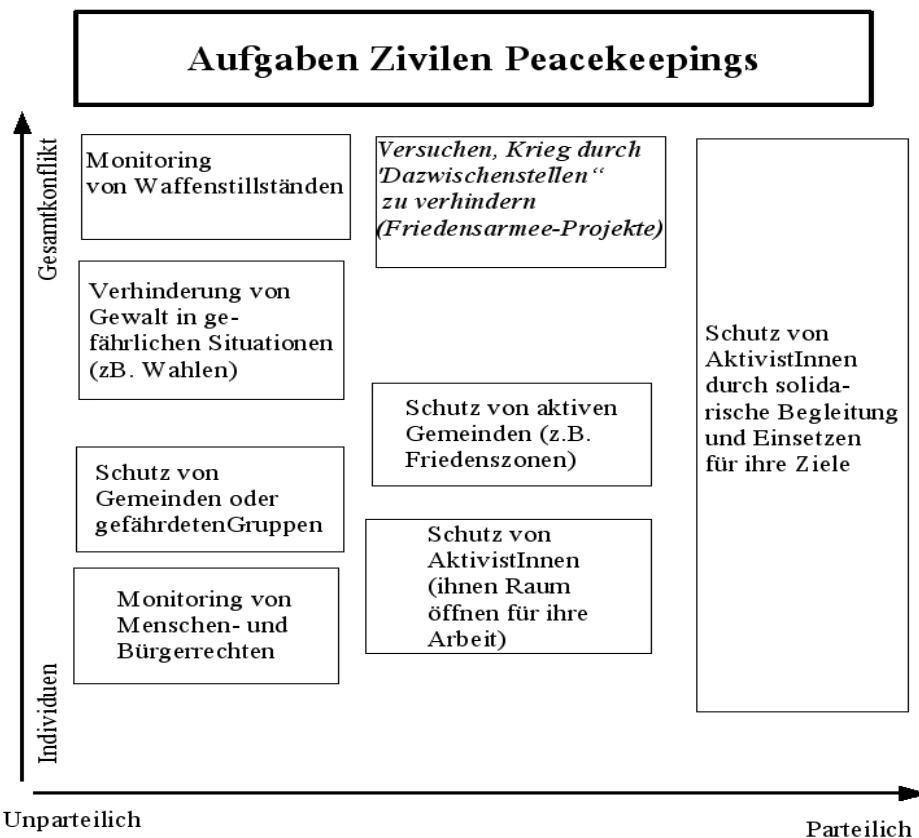 Aufgaben Zivilen Peacekeepings
Gesamtkonflikt
Monitoring
von Waffenstillständen
Versuchen, Krieg durch
'Dazwischenstellen“
zu verhindern
(Friedensarmee-Projekte)
Verhinderung von
Gewalt in ge-
fährlichen Situationen
(zB. Wahlen)
Schutz von aktiven
Gemeinden (z.B.
Friedenszonen)
Schutz von
AktivistInnen
durch solida-
rische Begleitung
und Einsetzen
für ihre Ziele
Schutz von
Gemeinden oder
gefährdetenGruppen
Schutz von
AktivistInnen
(ihnen Raum
öffnen für ihre
Arbeit)
Monitoring von
Menschen- und
Bürgerrechten
Individuen
Unparteilich
Parteilich